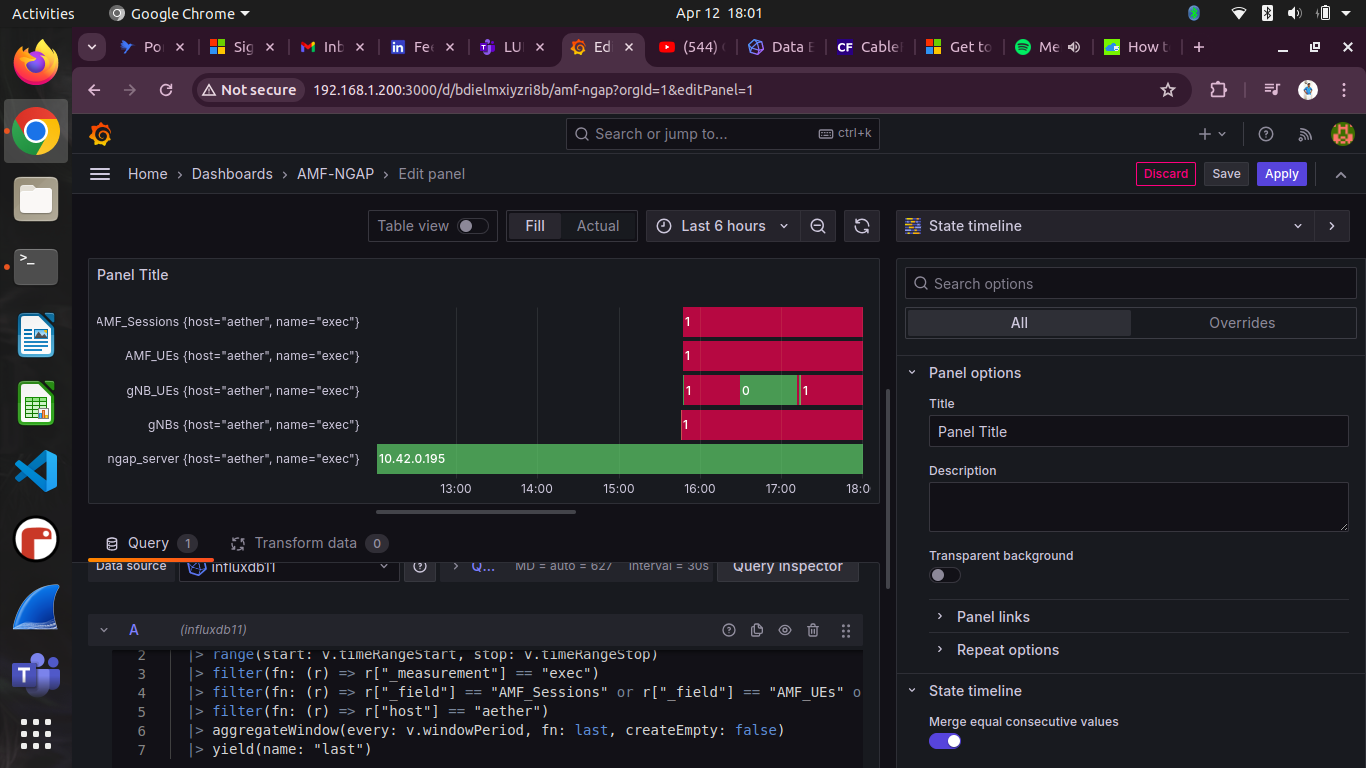 Activities
Google Chrome
Apr 12 18:01
Po
Sig
Inb
Fee
LU
Edi
(544)
Data E
CF Cable
Get to
Me
How t
Not secure
192.168.1.200:3000/d/bdielmxiyzri8b/amf-ngap?orgId=1&editPanel=1
Search or jump to...
ctrl+k
Home
Dashboards
AMF-NGAP
Edit panel
Discard
Save
Apply
Table view
Fill
Actual
Last 6 hours
State timeline
Panel Title
Search options
All
Overrides
AMF_Sessions {host="aether", name="exec"}
1
AMF_UEs {host="aether", name="exec"}
1
gNB_UEs {host="aether", name="exec"}
1
0
1
gNBs {host="aether", name="exec"}
1
ngap_server {host="aether", name="exec"}
10.42.0.195
13:00
14:00
15:00
16:00
17:00
18:00
Panel options
Title
Panel Title
Description
Transparent background
Panel links
Repeat options
State timeline
Merge equal consecutive values
Query 1
Transform data 0
Data source
influxdb11
Q...
MD = auto = 627
Interval = 30s
Query inspector
A
(influxdb11)
2 |> range(start: v.timeRangeStart, stop: v.timeRangeStop)
3 |> filter(fn: (r) => r["_measurement"] == "exec")
4 |> filter(fn: (r) => r["_field"] == "AMF_Sessions" or r["_field"] == "AMF_UEs" o
5 |> filter(fn: (r) => r["host"] == "aether")
6 |> aggregateWindow(every: v.windowPeriod, fn: last, createEmpty: false)
7 |> yield(name: "last")